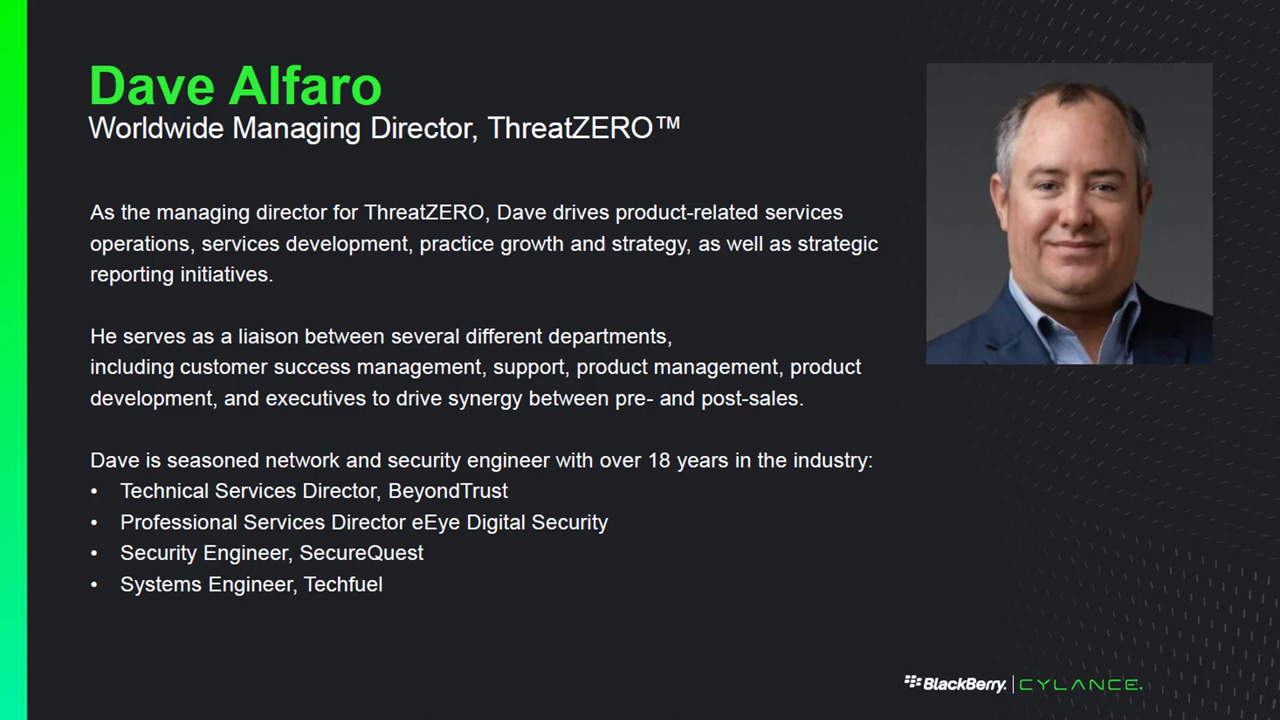 Dave Alfaro
Worldwide Managing Director, ThreatZERO™
As the managing director for ThreatZERO, Dave drives product-related services
operations, services development, practice growth and strategy, as well as strategic
reporting initiatives.
He serves as a liaison between several different departments,
including customer success management, support, product management, product
development, and executives to drive synergy between pre- and post-sales.
Dave is seasoned network and security engineer with over 18 years in the industry:
• Technical Services Director, BeyondTrust
• Professional Services Director eEye Digital Security
• Security Engineer, SecureQuest
• Systems Engineer, Techfuel
BlackBerry. | CYLANCE.